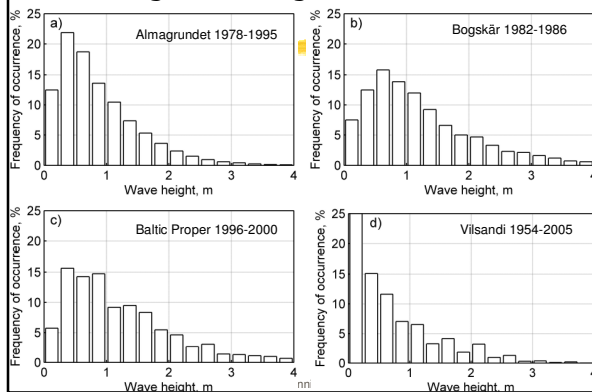 a)
Almagrundet 1978-1995
Frequency of occurrence, %
25
20
15
10
5
0
0 1 2 3 4
Wave height, m
b)
Bogskär 1982-1986
Frequency of occurrence, %
25
20
15
10
5
0
0 1 2 3 4
Wave height, m
c)
Baltic Proper 1996-2000
Frequency of occurrence, %
25
20
15
10
5
0
0 1 2 3 4
Wave height, m
d)
Vilsandi 1954-2005
Frequency of occurrence, %
25
20
15
10
5
0
0 1 2 3 4
Wave height, m